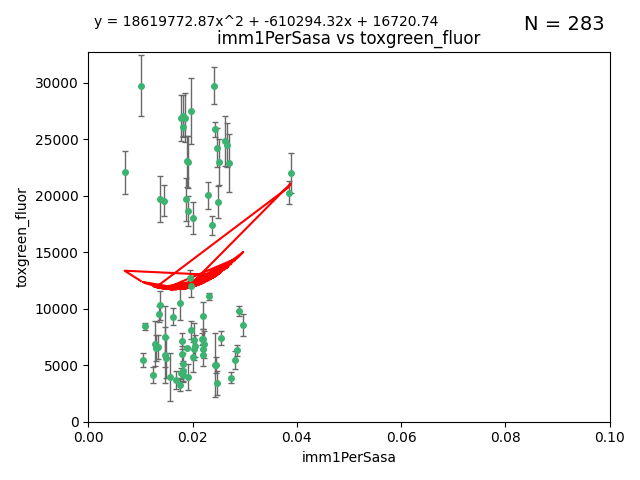 y = 18619772.87x^2 + -610294.32x + 16720.74
N = 283
imm1PerSasa vs toxgreen_fluor
30000
25000
20000
15000
10000
5000
0
toxgreen_fluor
0.00 0.02 0.04 0.06 0.08 0.10
imm1PerSasa